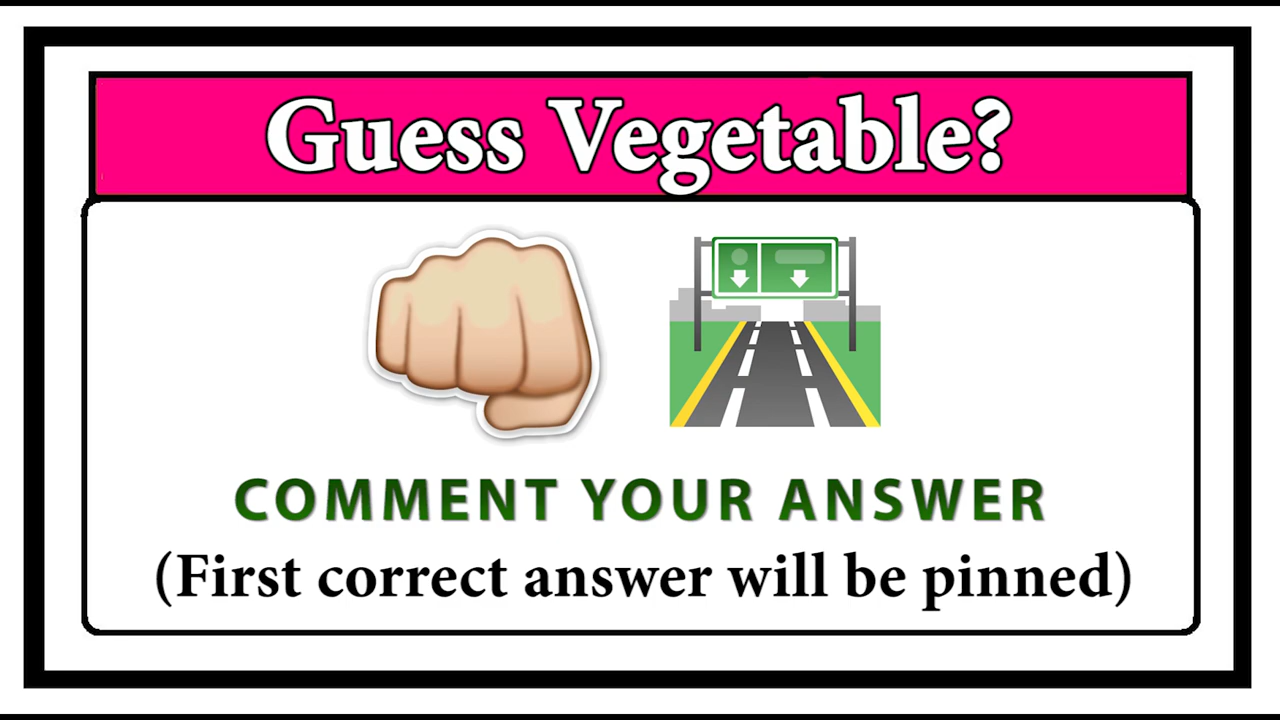 Guess Vegetable?
COMMENT YOUR ANSWER
(First correct answer will be pinned)